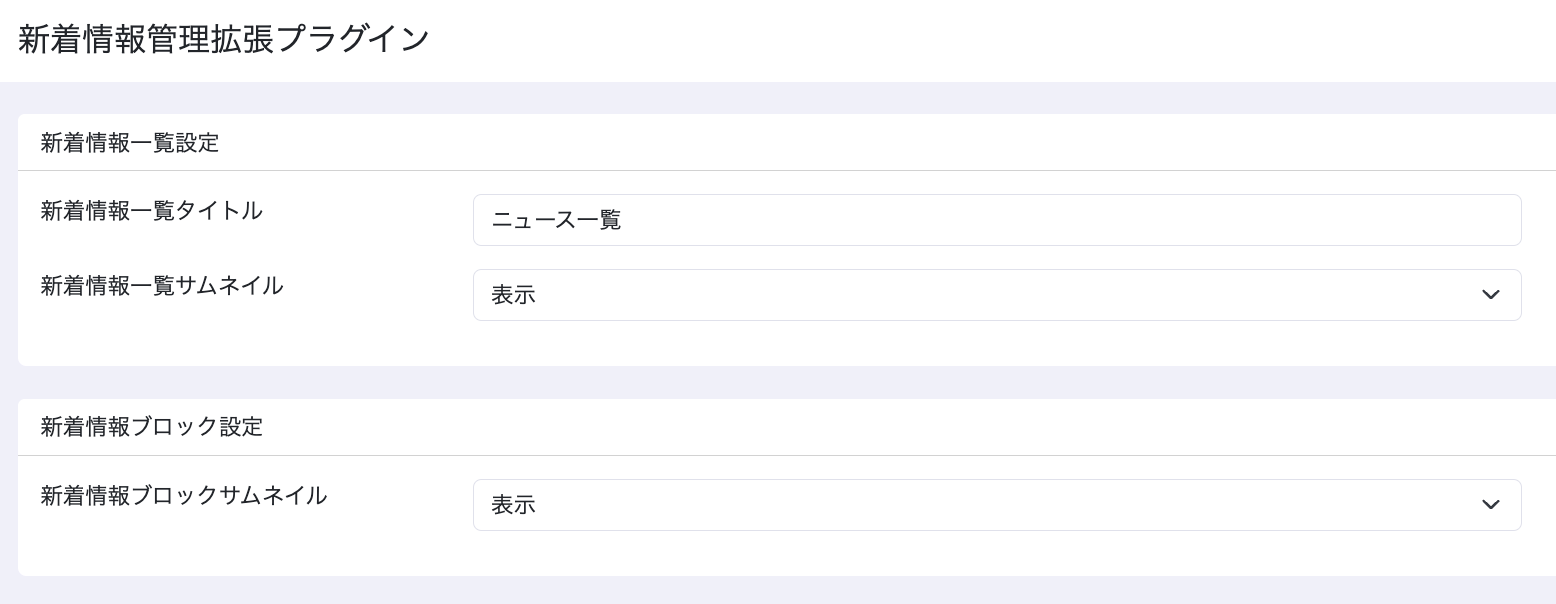 新着情報管理拡張プラグイン
新着情報一覧設定
新着情報一覧タイトル
ニュース一覧
新着情報一覧サムネイル
表示
新着情報ブロック設定
新着情報ブロックサムネイル
表示